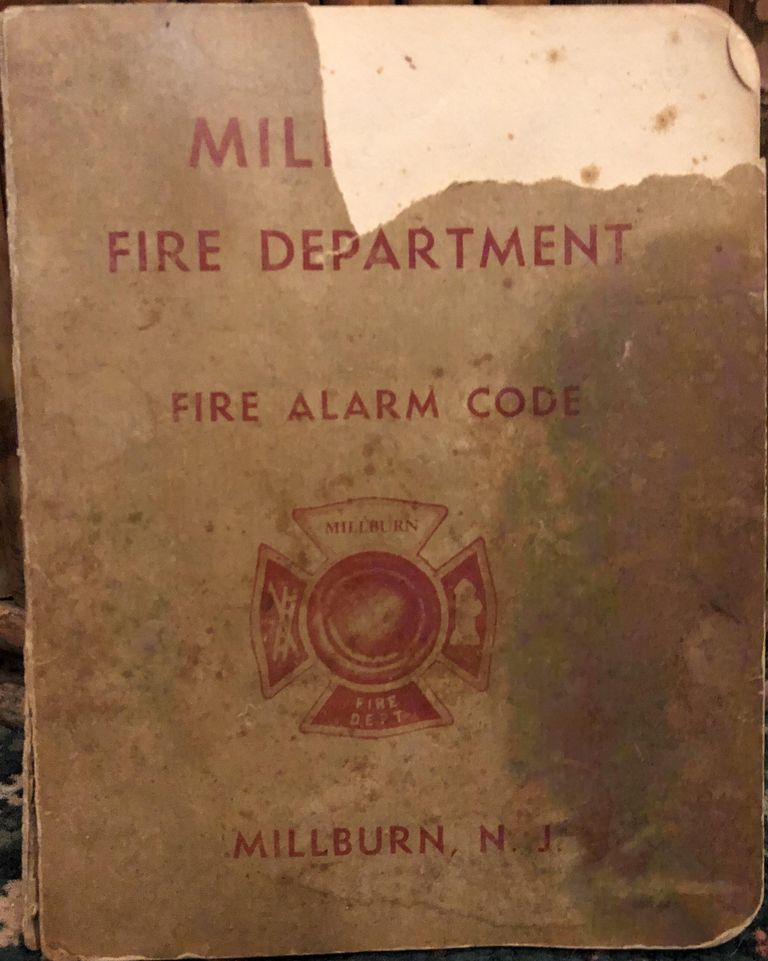 MIL
FIRE DEPARTMENT
FIRE ALARM CODE
MILLBURN
FIRE
DEPT
MILLBURN, N. J.